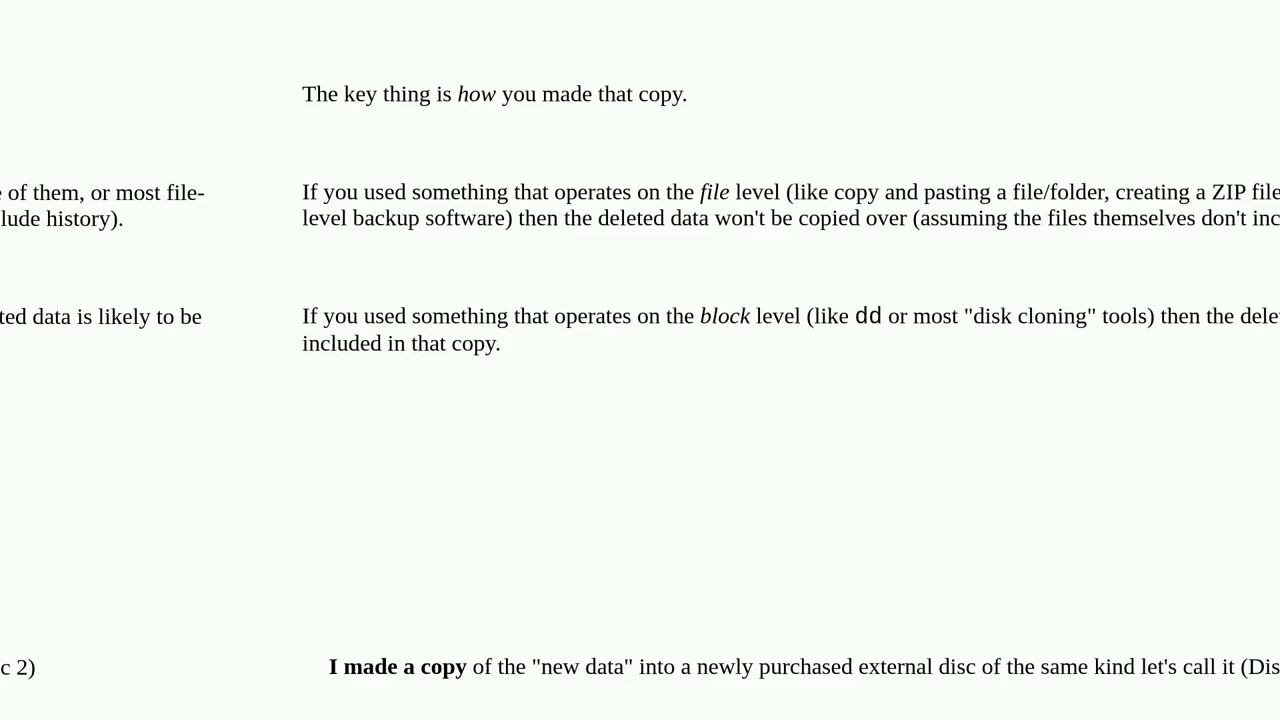 The key thing is how you made that copy.
e of them, or most file-
If you used something that operates on the file level (like copy and pasting a file/folder, creating a ZIP file
lude history).
level backup software) then the deleted data won't be copied over (assuming the files themselves don't inc
ted data is likely to be
If you used something that operates on the block level (like dd or most "disk cloning" tools) then the dele
included in that copy.
c 2)
I made a copy of the "new data" into a newly purchased external disc of the same kind let's call it (Dis